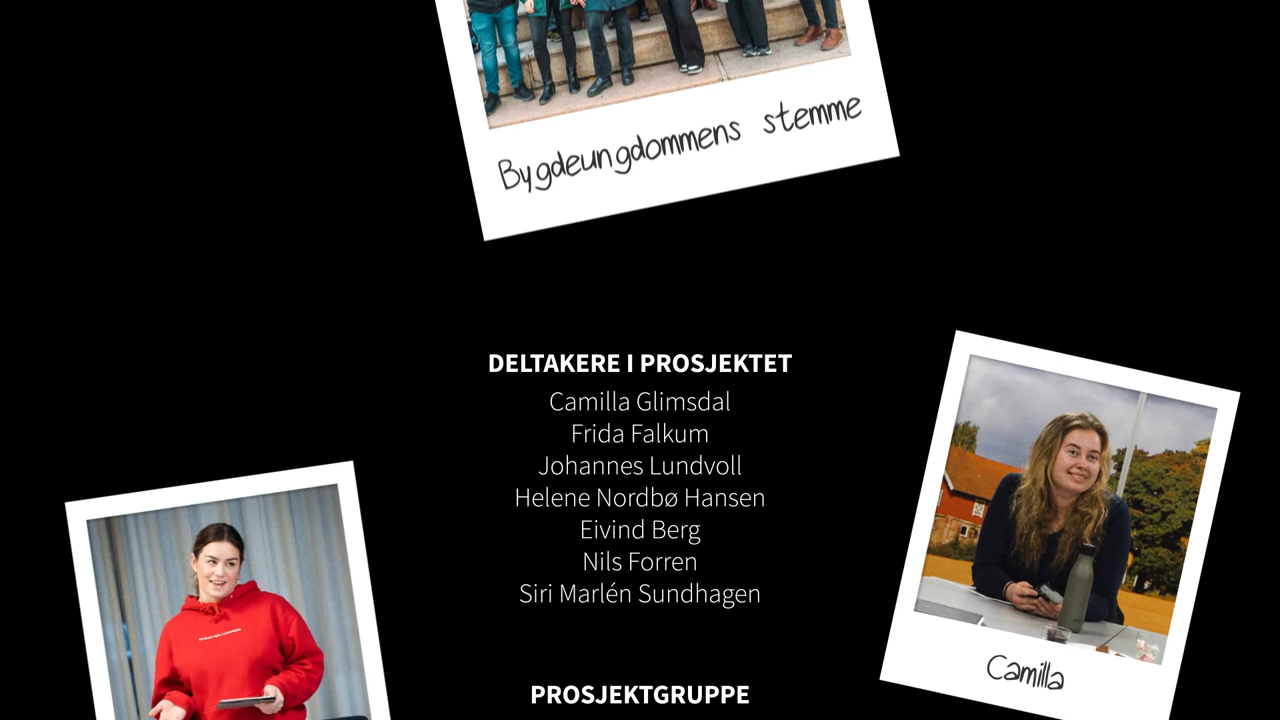 Bygdeungdommens stemme
DELTAKERE I PROSJEKTET
Camilla Glimsdal
Frida Falkum
Johannes Lundvoll
Helene Nordbø Hansen
Eivind Berg
Nils Forren
Siri Marlén Sundhagen
Camilla
PROSJEKTGRUPPE